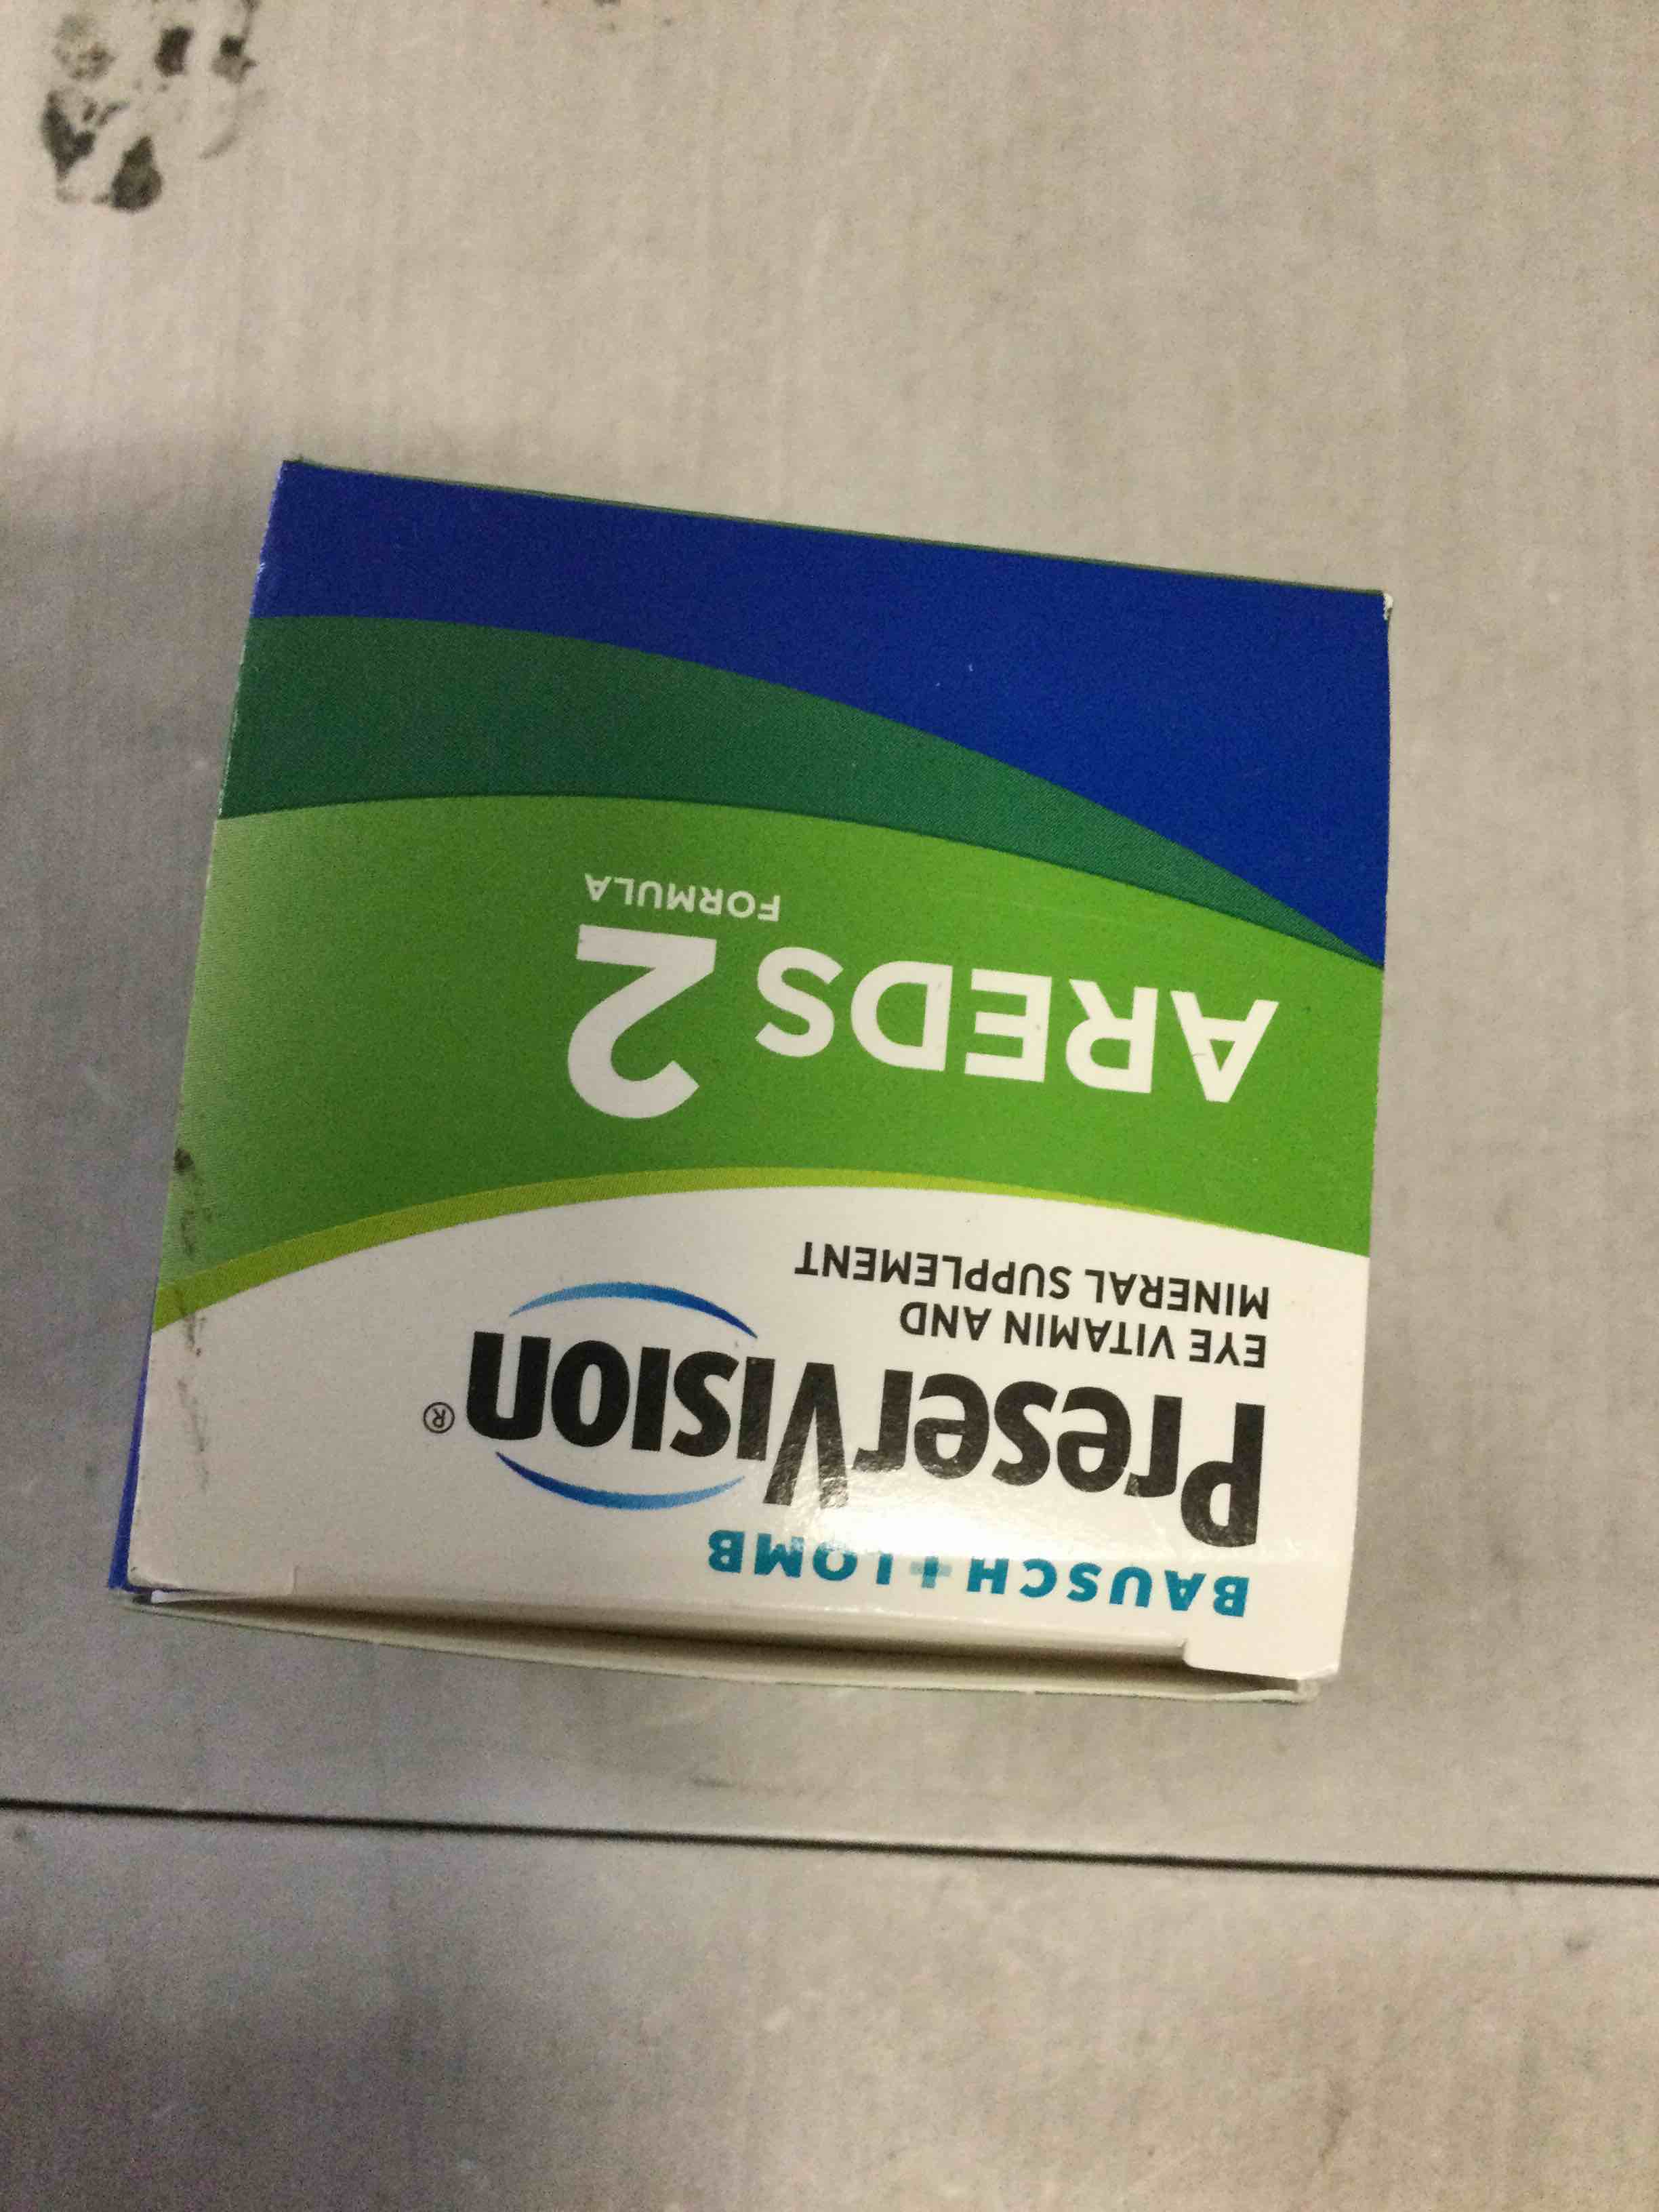 BAUSCH + LOMB
PreserVision®
EYE VITAMIN AND
MINERAL SUPPLEMENT
AREDS 2
FORMULA